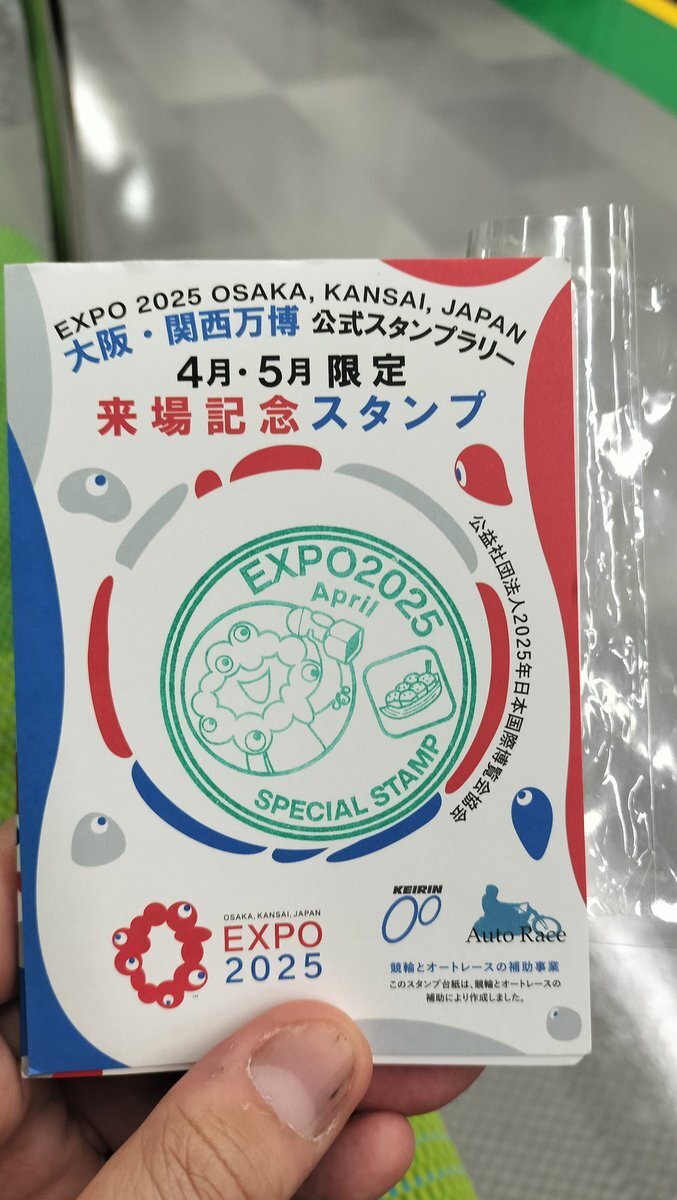 EXPO 2025 OSAKA, KANSAI, JAPAN
大阪・関西万博 公式スタンプラリー
4月・5月 限定
来場記念スタンプ
EXPO2025
April
SPECIAL STAMP
公益社団法人2025年日本国際博覧会協会
OSAKA, KANSAI, JAPAN
EXPO
2025
™
KEIRIN
Auto Race
競輪とオートレースの補助事業
このスタンプ台紙は、競輪とオートレースの
補助により作成しました。